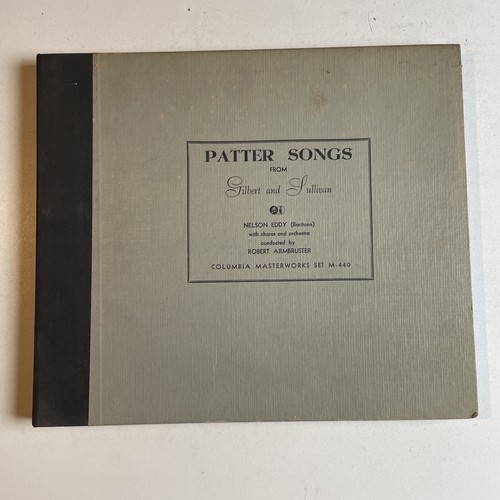 PATTER SONGS
FROM
Gilbert and Sullivan
NELSON EDDY (Baritone)
with chorus and orchestra
conducted by
ROBERT ARMBRUSTER
COLUMBIA MASTERWORKS SET M-440